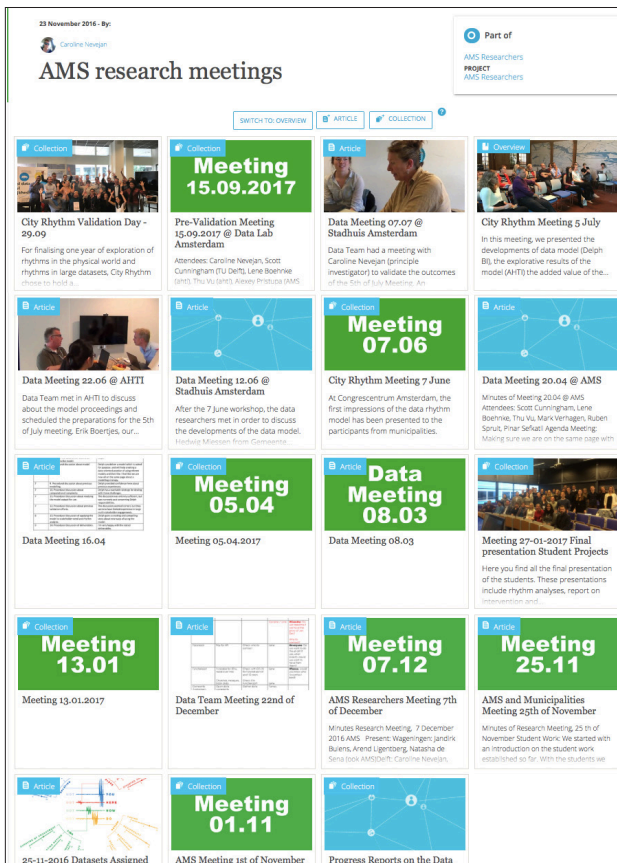 23 November 2016 - By:
Caroline Nevejan
AMS research meetings
Part of
AMS Researchers
PROJECT
AMS Researchers
SWITCH TO: OVERVIEW
ARTICLE
COLLECTION
?
Collection
City Rhythm Validation Day -
29.09
For finalising one year of exploration of
rhythms in the physical world and
rhythms in large datasets, City Rhythm
chose to hold a...
Collection
Meeting
15.09.2017
Pre-Validation Meeting
15.09.2017 @ Data Lab
Amsterdam
Attendees: Caroline Nevejan, Scott
Cunningham (TU Delft), Lene Boehnke
(ahti), Thu Vu (ahti), Alexey Pristupa (AMS
Article
Data Meeting 07.07 @
Stadhuis Amsterdam
Data Team had a meeting with
Caroline Nevejan (principle
investigator) to validate the outcomes
of the 5th of July Meeting. An
Overview
City Rhythm Meeting 5 July
In this meeting, we presented the
developments of data model (Delph
BI), the explorative results of the
model (AHTI) the added value of the...
Article
Data Meeting 22.06 @ AHTI
Data Team met in AHTI to discuss
about the model proceedings and
scheduled the preparations for the 5th
of July meeting. Erik Boertjes, our...
Article
Data Meeting 12.06 @
Stadhuis Amsterdam
After the 7 June workshop, the data
researchers met in order to discuss
the developments of the data model.
Hedwig Miessen from Gemeente
Collection
Meeting
07.06
City Rhythm Meeting 7 June
At Congrescentrum Amsterdam, the
first impressions of the data rhythm
model has been presented to the
participants from municipalities.
Article
Data Meeting 20.04 @ AMS
Minutes of Meeting 20.04 @ AMS
Attendees: Scott Cunningham, Lene
Boehnke, Thu Vu, Mark Verhagen, Ruben
Spruit, Pinar Sefkatli Agenda Meeting:
Making sure we are on the same page with
Article
Data Meeting 16.04
Collection
Meeting
05.04
Meeting 05.04.2017
Article
Data
Meeting
08.03
Data Meeting 08.03
Collection
Meeting 27-01-2017 Final
presentation Student Projects
Here you find all the final presentation
of the students. These presentations
include rhythm analyses, report on
intervention and...
Collection
Meeting
13.01
Meeting 13.01.2017
Article
Data Team Meeting 22nd of
December
Article
Meeting
07.12
AMS Researchers Meeting 7th
of December
Minutes Research Meeting, 7 December
2016 AMS Present: Wageningen: Jandirk
Bulens, Arend Ligentberg, Natasha de
Sena (ook AMS)Delft: Caroline Nevejan,
Article
Meeting
25.11
AMS and Municipalities
Meeting 25th of November
Minutes of Research Meeting, 25 th of
November Student Work: We started with
an introduction on the student work
established so far. With the students we
Article
25-11-2016 Datasets Assigned
Collection
Meeting
01.11
AMS Meeting 1st of November
Collection
Progress Reports on the Data